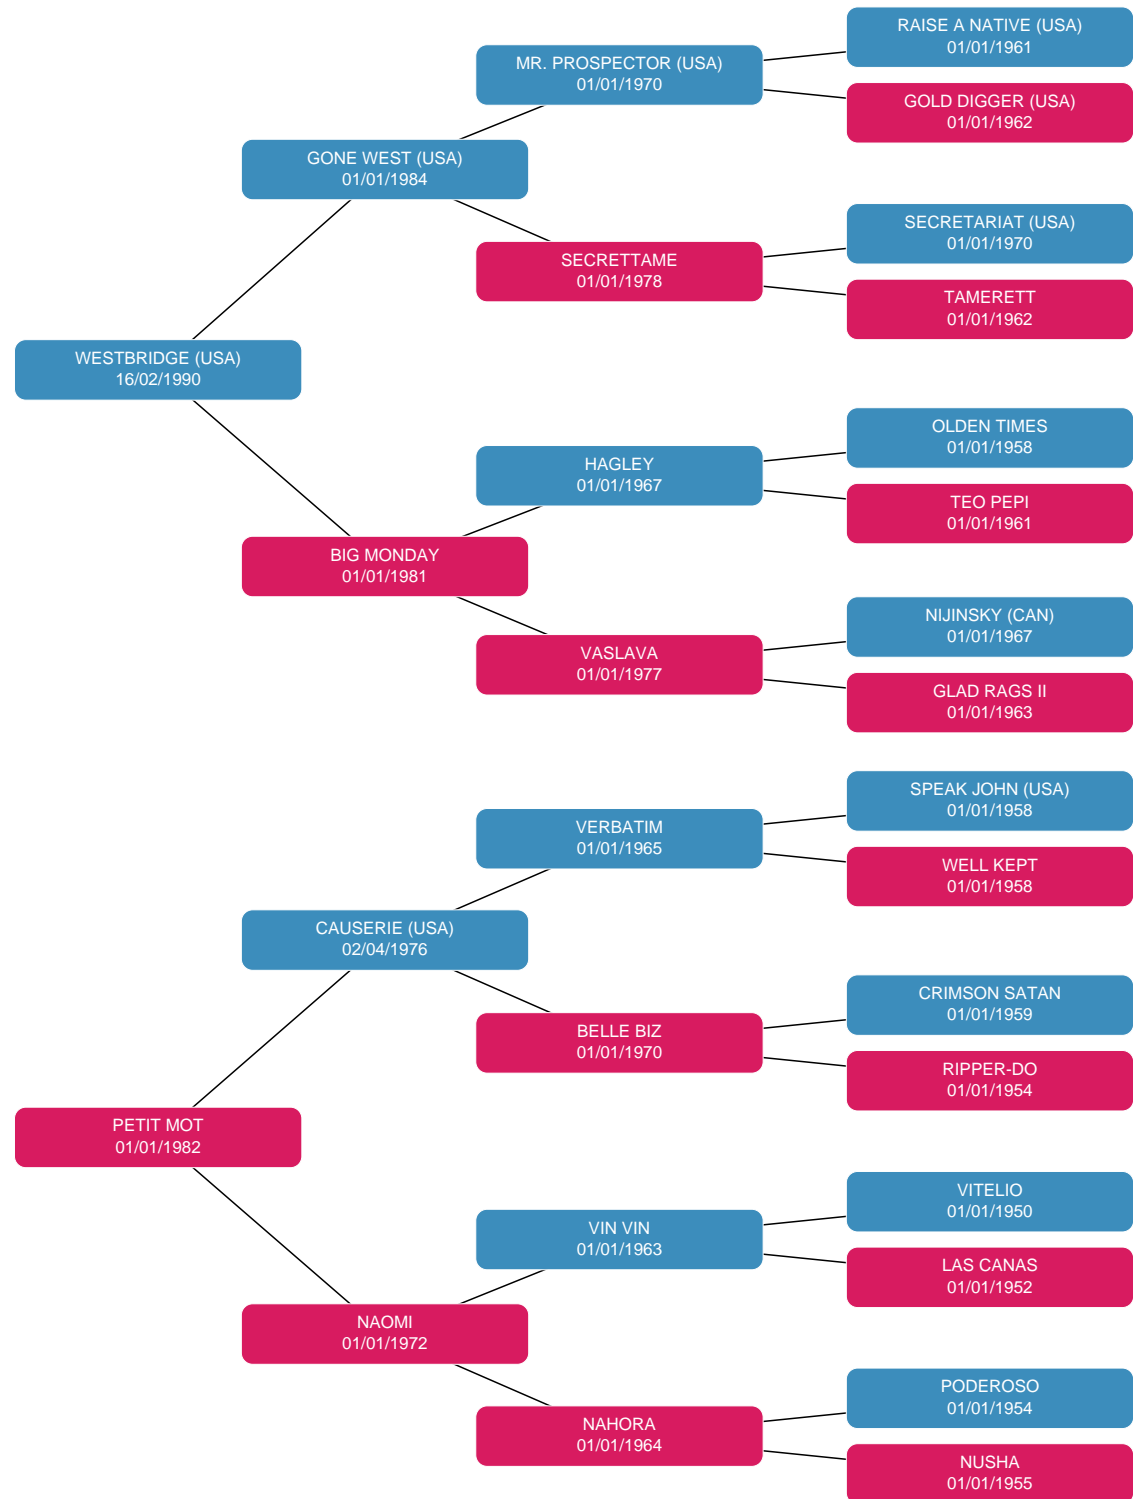 RAISE A NATIVE (USA)
01/01/1961
MR. PROSPECTOR (USA)
01/01/1970
GOLD DIGGER (USA)
01/01/1962
GONE WEST (USA)
01/01/1984
SECRETARIAT (USA)
01/01/1970
SECRETTAME
01/01/1978
TAMERETT
01/01/1962
WESTBRIDGE (USA)
16/02/1990
OLDEN TIMES
01/01/1958
HAGLEY
01/01/1967
TEO PEPI
01/01/1961
BIG MONDAY
01/01/1981
NIJINSKY (CAN)
01/01/1967
VASLAVA
01/01/1977
GLAD RAGS II
01/01/1963
SPEAK JOHN (USA)
01/01/1958
VERBATIM
01/01/1965
WELL KEPT
01/01/1958
CAUSERIE (USA)
02/04/1976
CRIMSON SATAN
01/01/1959
BELLE BIZ
01/01/1970
RIPPER-DO
01/01/1954
PETIT MOT
01/01/1982
VITELIO
01/01/1950
VIN VIN
01/01/1963
LAS CANAS
01/01/1952
NAOMI
01/01/1972
PODEROSO
01/01/1954
NAHORA
01/01/1964
NUSHA
01/01/1955